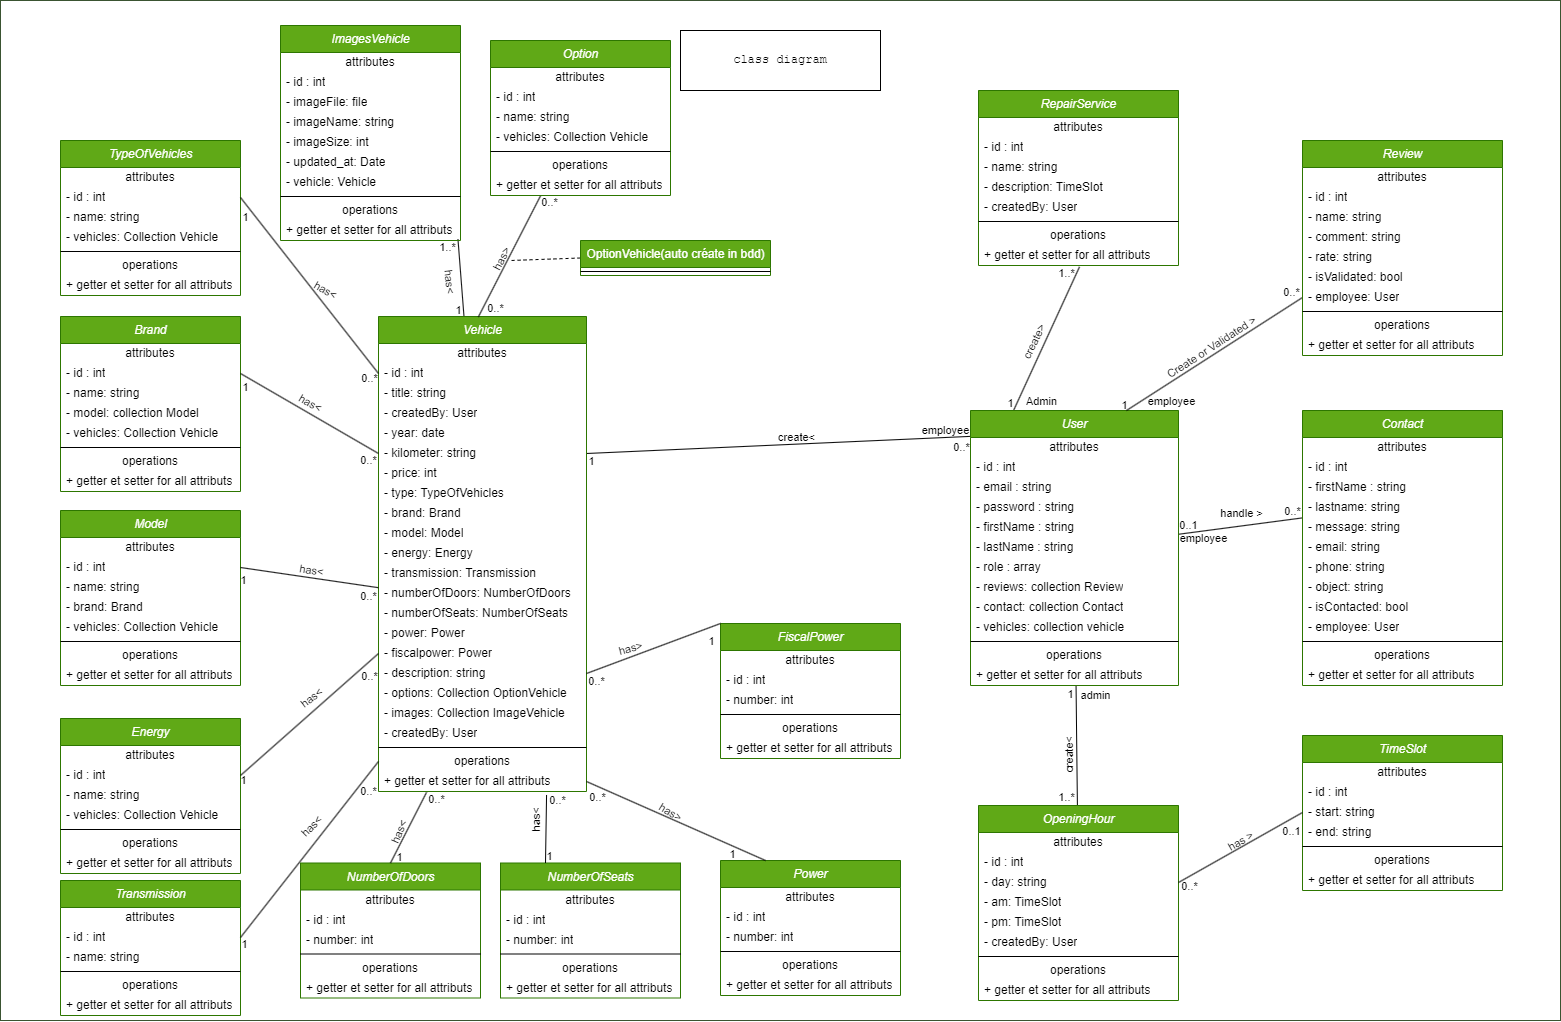 class diagram
ImagesVehicle
attributes
- id : int
- imageFile: file
- imageName: string
- imageSize: int
- updated_at: Date
- vehicle: Vehicle
operations
+ getter et setter for all attributs
Option
attributes
- id : int
- name: string
- vehicles: Collection Vehicle
operations
+ getter et setter for all attributs
OptionVehicle(auto créate in bdd)
TypeOfVehicles
attributes
- id : int
- name: string
- vehicles: Collection Vehicle
operations
+ getter et setter for all attributs
Brand
attributes
- id : int
- name: string
- model: collection Model
- vehicles: Collection Vehicle
operations
+ getter et setter for all attributs
Model
attributes
- id : int
- name: string
- brand: Brand
- vehicles: Collection Vehicle
operations
+ getter et setter for all attributs
Energy
attributes
- id : int
- name: string
- vehicles: Collection Vehicle
operations
+ getter et setter for all attributs
Transmission
attributes
- id : int
- name: string
operations
+ getter et setter for all attributs
Vehicle
attributes
- id : int
- title: string
- createdBy: User
- year: date
- kilometer: string
- price: int
- type: TypeOfVehicles
- brand: Brand
- model: Model
- energy: Energy
- transmission: Transmission
- numberOfDoors: NumberOfDoors
- numberOfSeats: NumberOfSeats
- power: Power
- fiscalpower: Power
- description: string
- options: Collection OptionVehicle
- images: Collection ImageVehicle
- createdBy: User
operations
+ getter et setter for all attributs
NumberOfDoors
attributes
- id : int
- number: int
operations
+ getter et setter for all attributs
NumberOfSeats
attributes
- id : int
- number: int
operations
+ getter et setter for all attributs
Power
attributes
- id : int
- number: int
operations
+ getter et setter for all attributs
FiscalPower
attributes
- id : int
- number: int
operations
+ getter et setter for all attributs
RepairService
attributes
- id : int
- name: string
- description: TimeSlot
- createdBy: User
operations
+ getter et setter for all attributs
Review
attributes
- id : int
- name: string
- comment: string
- rate: string
- isValidated: bool
- employee: User
operations
+ getter et setter for all attributs
User
attributes
- id : int
- email : string
- password : string
- firstName : string
- lastName : string
- role : array
- reviews: collection Review
- contact: collection Contact
- vehicles: collection vehicle
operations
+ getter et setter for all attributs
Contact
attributes
- id : int
- firstName : string
- lastname: string
- message: string
- email: string
- phone: string
- object: string
- isContacted: bool
- employee: User
operations
+ getter et setter for all attributs
OpeningHour
attributes
- id : int
- day: string
- am: TimeSlot
- pm: TimeSlot
- createdBy: User
operations
+ getter et setter for all attributs
TimeSlot
attributes
- id : int
- start: string
- end: string
operations
+ getter et setter for all attributs
1
has<
0..*
1..*
has<
1
0..*
has>
0..*
1
has<
0..*
1
has<
0..*
0..*
has<
1
0..*
has<
1
0..*
has<
1
0..*
has<
1
0..*
has>
1
0..*
has>
1
1
create<
employee
0..*
1..*
create>
1
Admin
0..*
Create or Validated >
1
employee
0..1
employee
handle >
0..*
1
admin
create<
1..*
0..*
has >
0..1